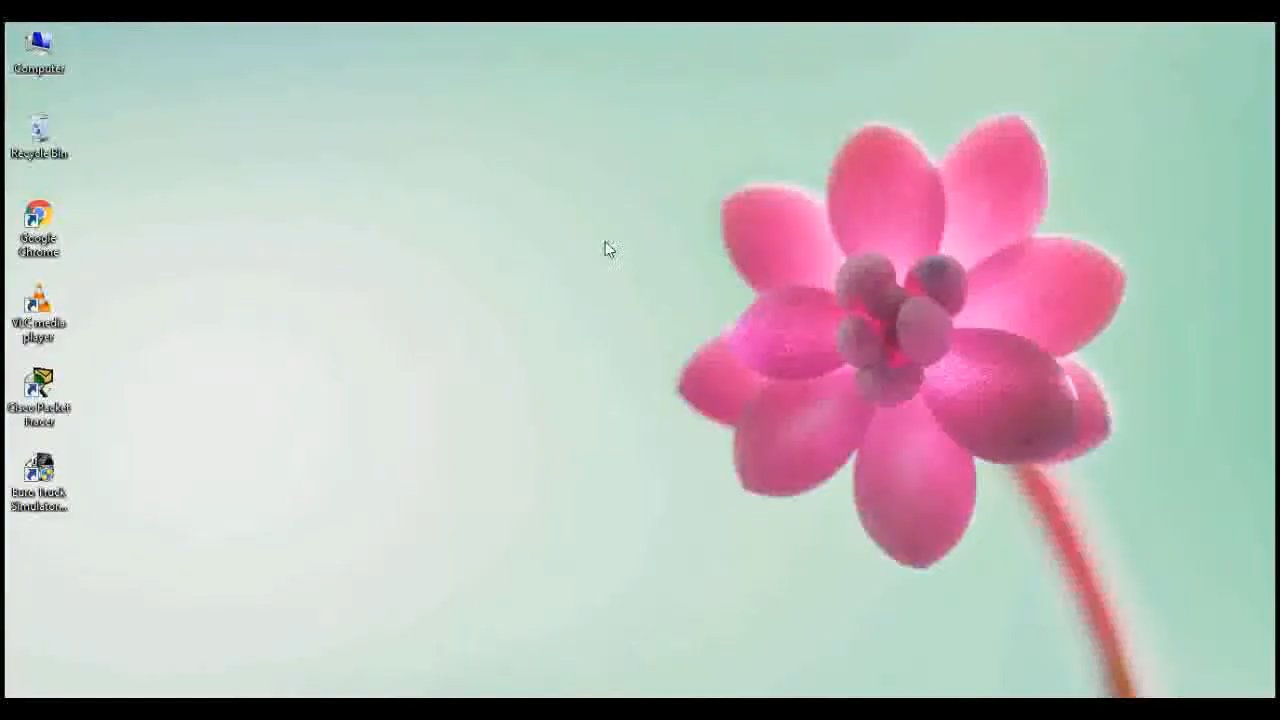 Computer
Recycle Bin
Google
Chrome
VLC media
player
Cisco Packet
Tracer
Euro Truck
Simulator...